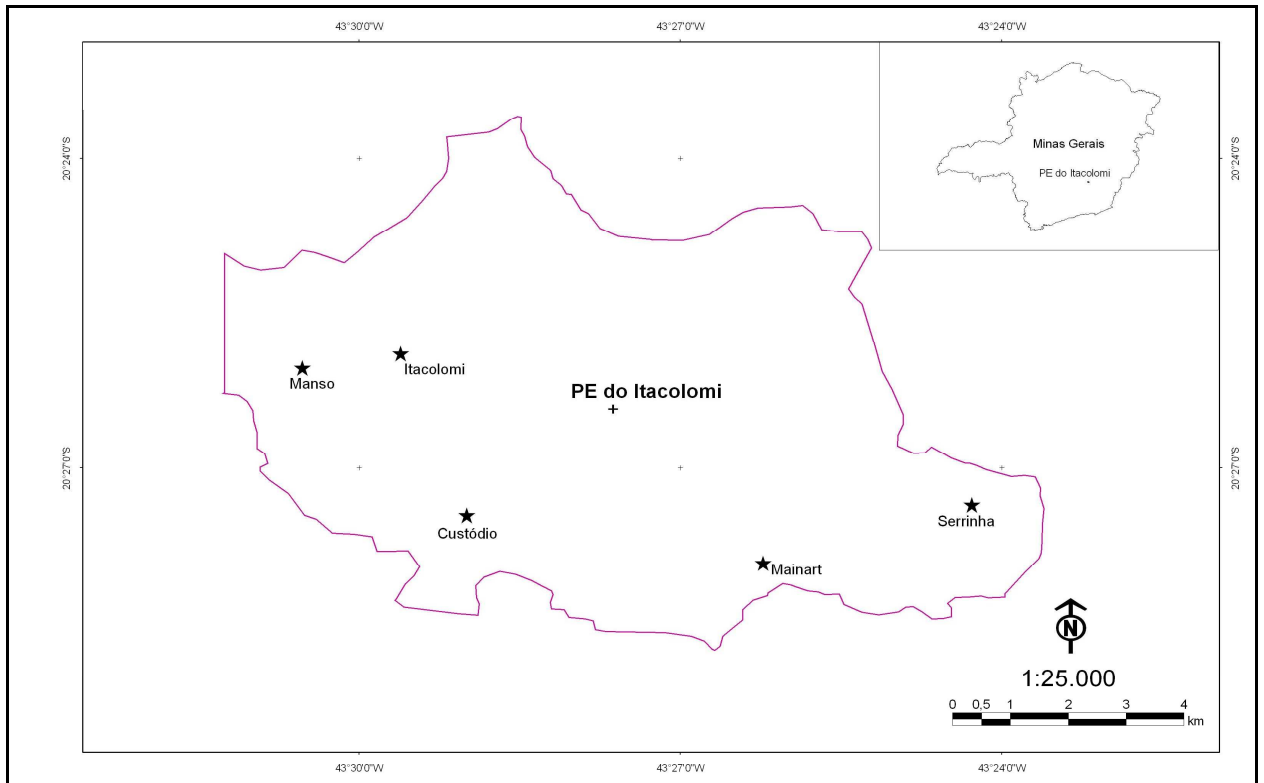 43°30'0"W
43°27'0"W
43°24'0"W
20°24'0"S
20°24'0"S
Minas Gerais
PE do Itacolomi
Itacolomi
Manso
PE do Itacolomi
20°27'0"S
20°27'0"S
Serrinha
Custódio
Mainart
N
1:25.000
0 0,5 1 2 3 4
km
43°30'0"W
43°27'0"W
43°24'0"W